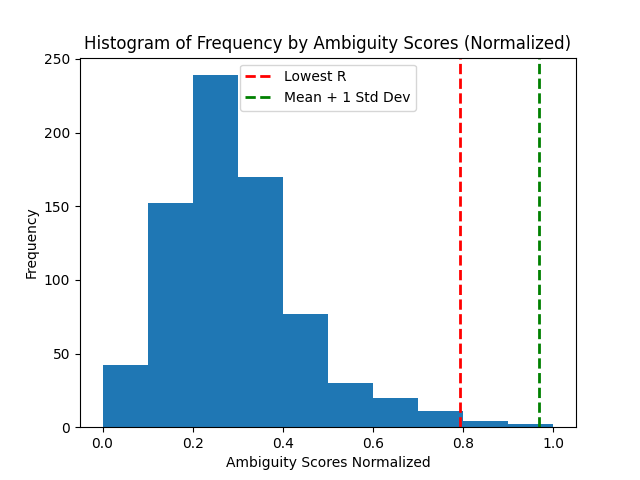 Histogram of Frequency by Ambiguity Scores (Normalized)
Lowest R
Mean + 1 Std Dev
250
200
150
100
50
0
Frequency
0.0 0.2 0.4 0.6 0.8 1.0
Ambiguity Scores Normalized